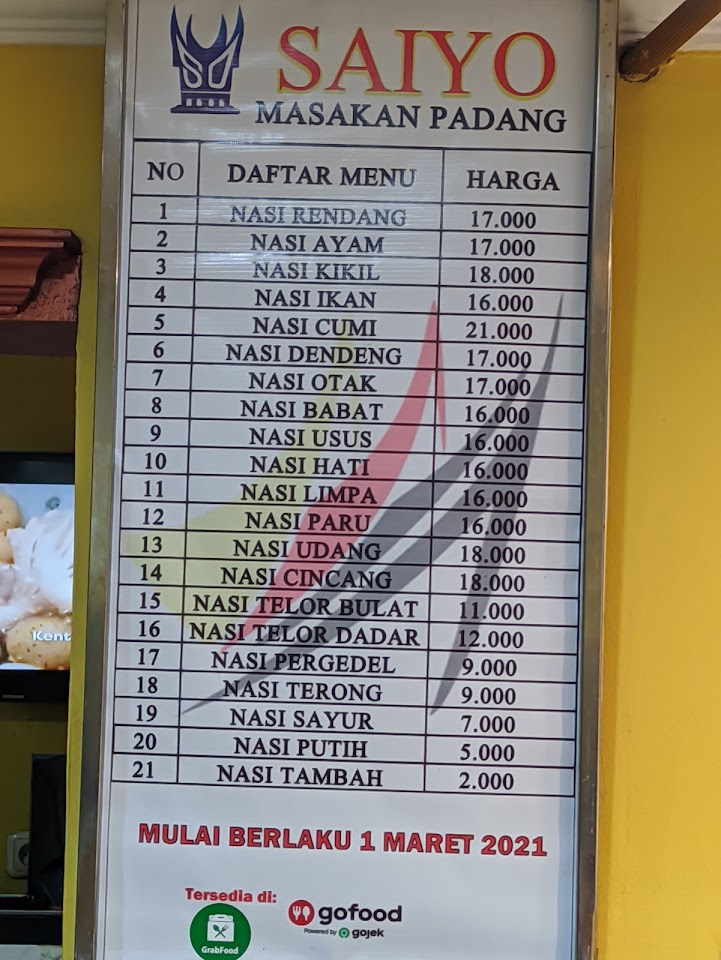 SAIYO
MASAKAN PADANG
NO DAFTAR MENU HARGA
1 NASI RENDANG 17.000
2 NASI AYAM 17.000
3 NASI KIKIL 18.000
4 NASI IKAN 16.000
5 NASI CUMI 21.000
6 NASI DENDENG 17.000
7 NASI OTAK 17.000
8 NASI BABAT 16.000
9 NASI USUS 16.000
10 NASI HATI 16.000
11 NASI LIMPA 16.000
12 NASI PARU 16.000
13 NASI UDANG 18.000
14 NASI CINCANG 18.000
15 NASI TELOR BULAT 11.000
16 NASI TELOR DADAR 12.000
17 NASI PERGEDEL 9.000
18 NASI TERONG 9.000
19 NASI SAYUR 7.000
20 NASI PUTIH 5.000
21 NASI TAMBAH 2.000
MULAI BERLAKU 1 MARET 2021
Tersedia di:
GrabFood
gofood
Powered by gojek
Kent